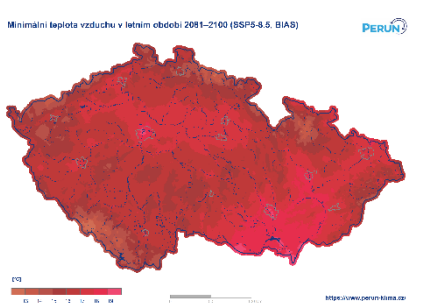 Minimální teplota vzduchu v letním období 2081–2100 (SSP5-8.5, BIAS)
PERUN
[°C]
https://www.perun-klima.cz/